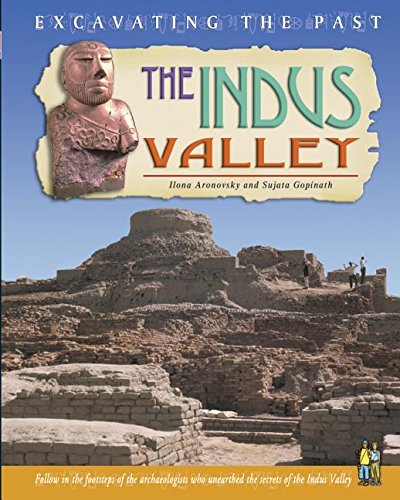 EXCAVATING THE PAST
THE INDUS
VALLEY
Ilona Aronovsky and Sujata Gopinath
Follow in the footsteps of the archaeologists who unearthed the secrets of the Indus Valley